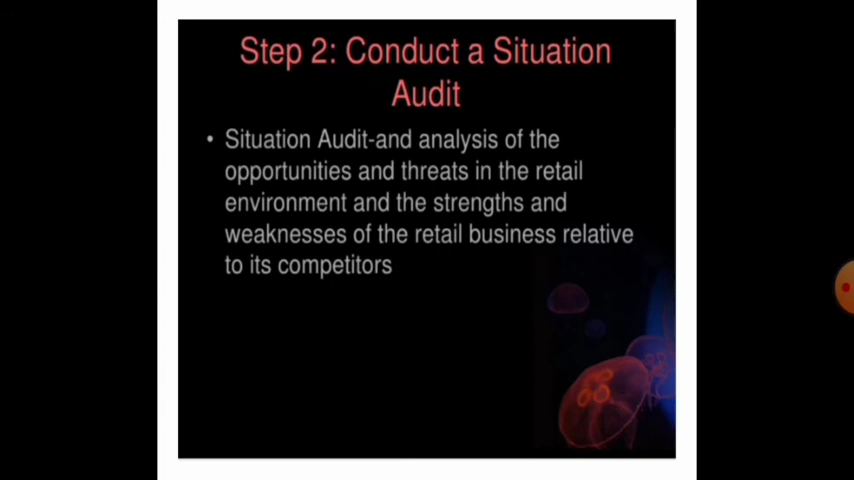 Step 2: Conduct a Situation
Audit
• Situation Audit-and analysis of the
opportunities and threats in the retail
environment and the strengths and
weaknesses of the retail business relative
to its competitors